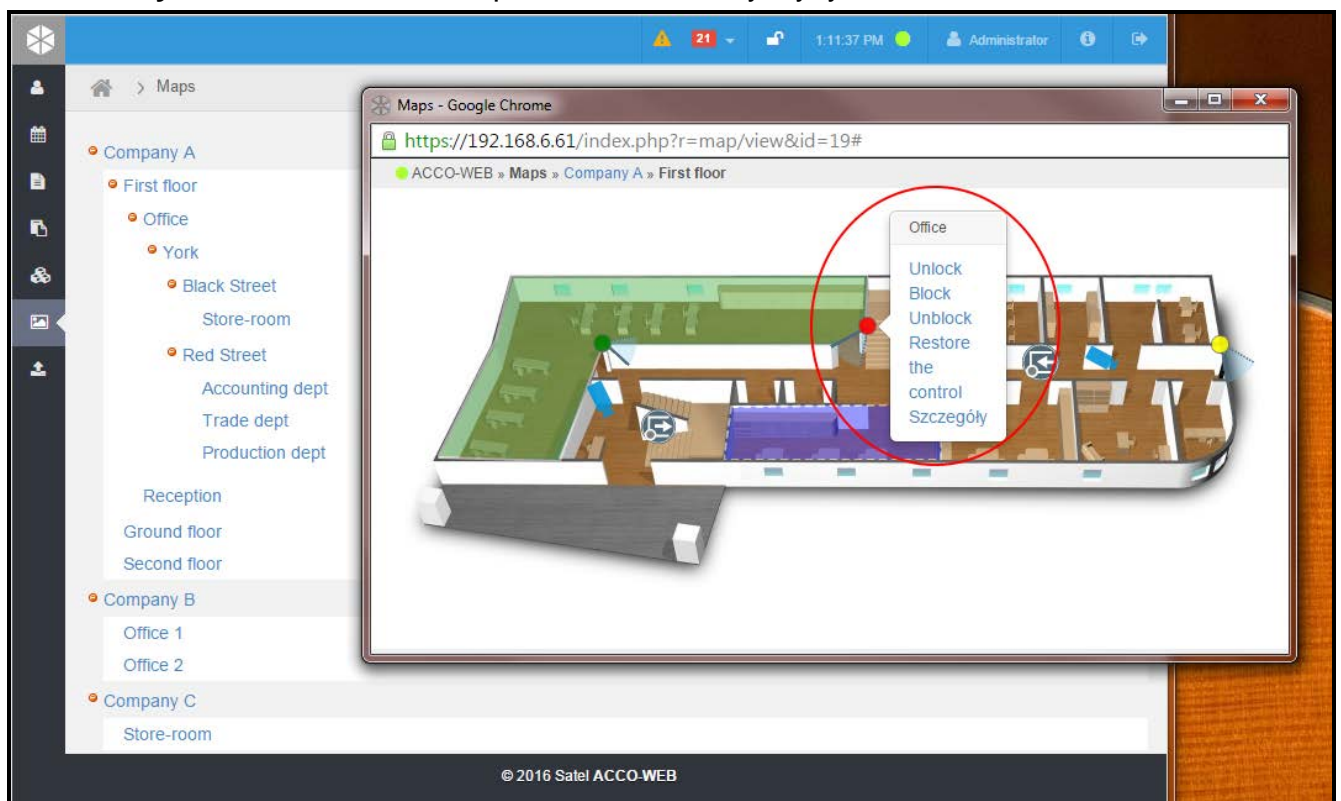 21
1:11:37 PM
Administrator
Maps
Company A
First floor
Office
York
Black Street
Store-room
Red Street
Accounting dept
Trade dept
Production dept
Reception
Ground floor
Second floor
Company B
Office 1
Office 2
Company C
Store-room
Maps - Google Chrome
https://192.168.6.61/index.php?r=map/view&id=19#
ACCO-WEB » Maps » Company A » First floor
Office
Unlock
Block
Unblock
Restore
the
control
Szczegóły
© 2016 Satel ACCO-WEB